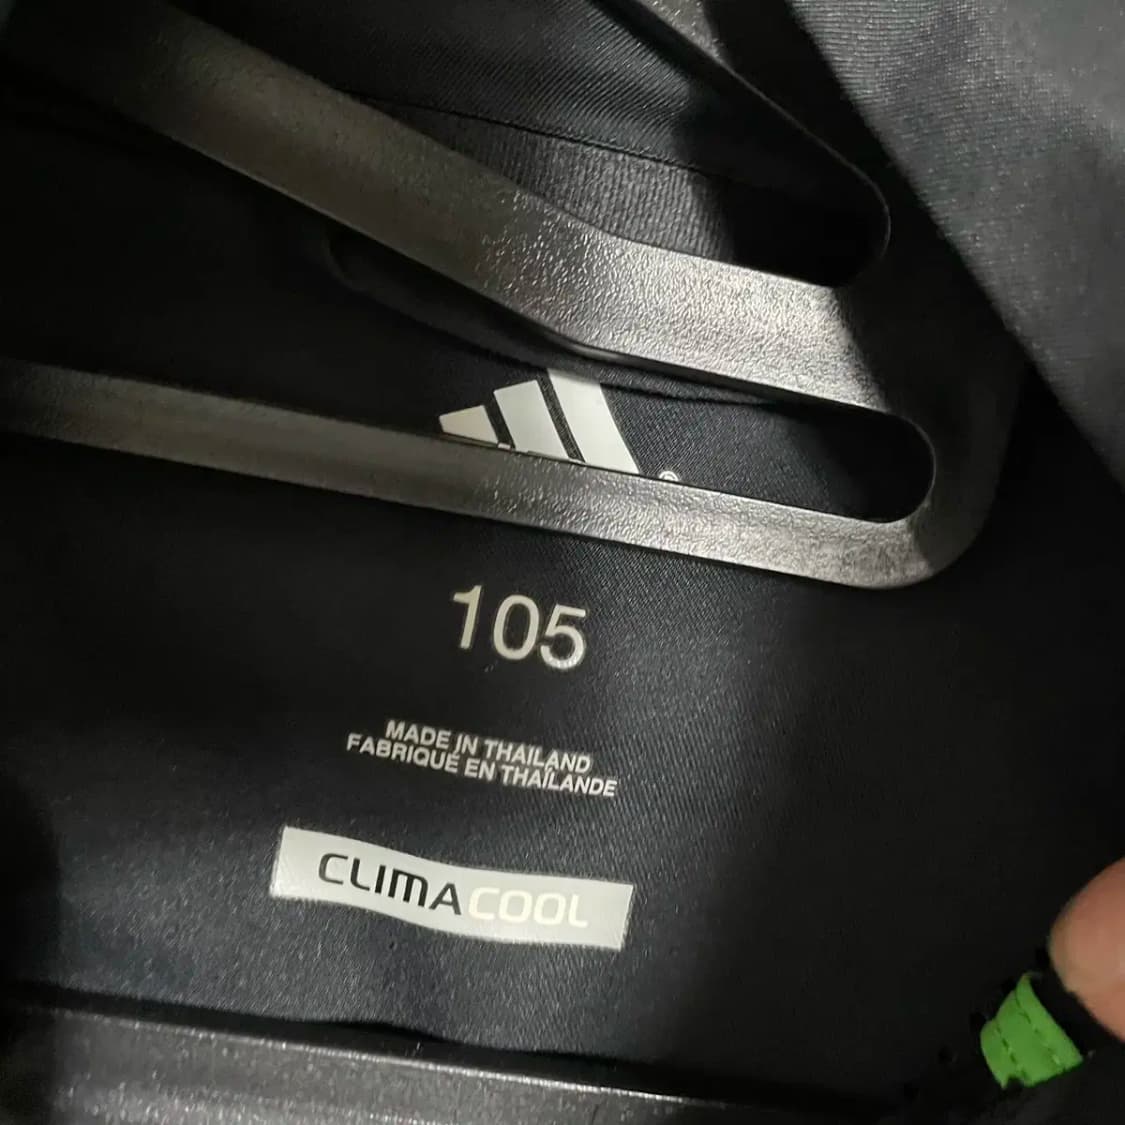 ®
105
MADE IN THAILAND
FABRIQUÉ EN THAÏLANDE
CLIMACOOL